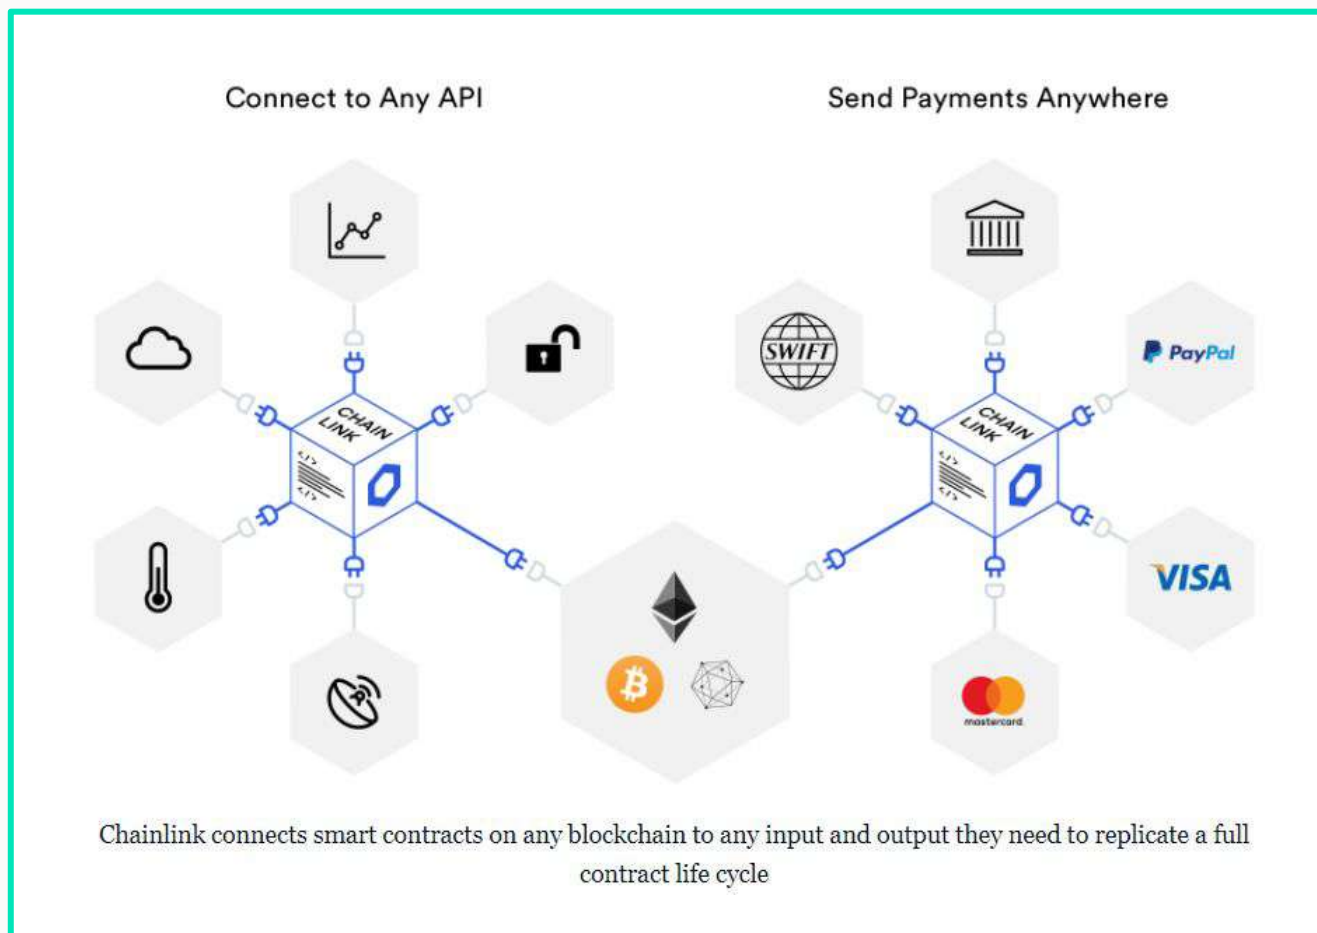 Connect to Any API
Send Payments Anywhere
SWIFT
PayPal
CHAIN
LINK
</>
</>
CHAIN
LINK
</>
</>
VISA
mastercard.
Chainlink connects smart contracts on any blockchain to any input and output they need to replicate a full
contract life cycle